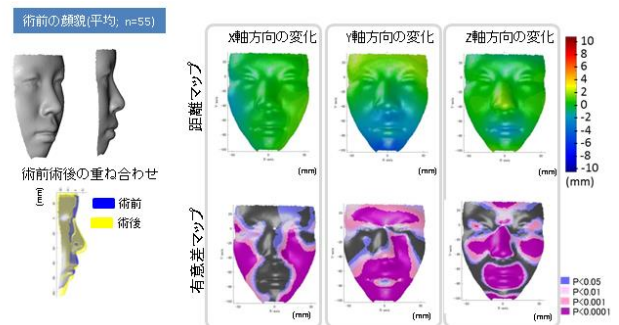 術前の顔貌(平均; n=55)
術前術後の重ね合わせ
(mm)
術前
術後
X軸方向の変化
Y軸方向の変化
Z軸方向の変化
距離マップ
(mm)
(mm)
(mm)
10
8
6
4
2
0
-2
-4
-6
-8
-10
(mm)
有意差マップ
(mm)
(mm)
(mm)
P<0.05
P<0.01
P<0.001
P<0.0001